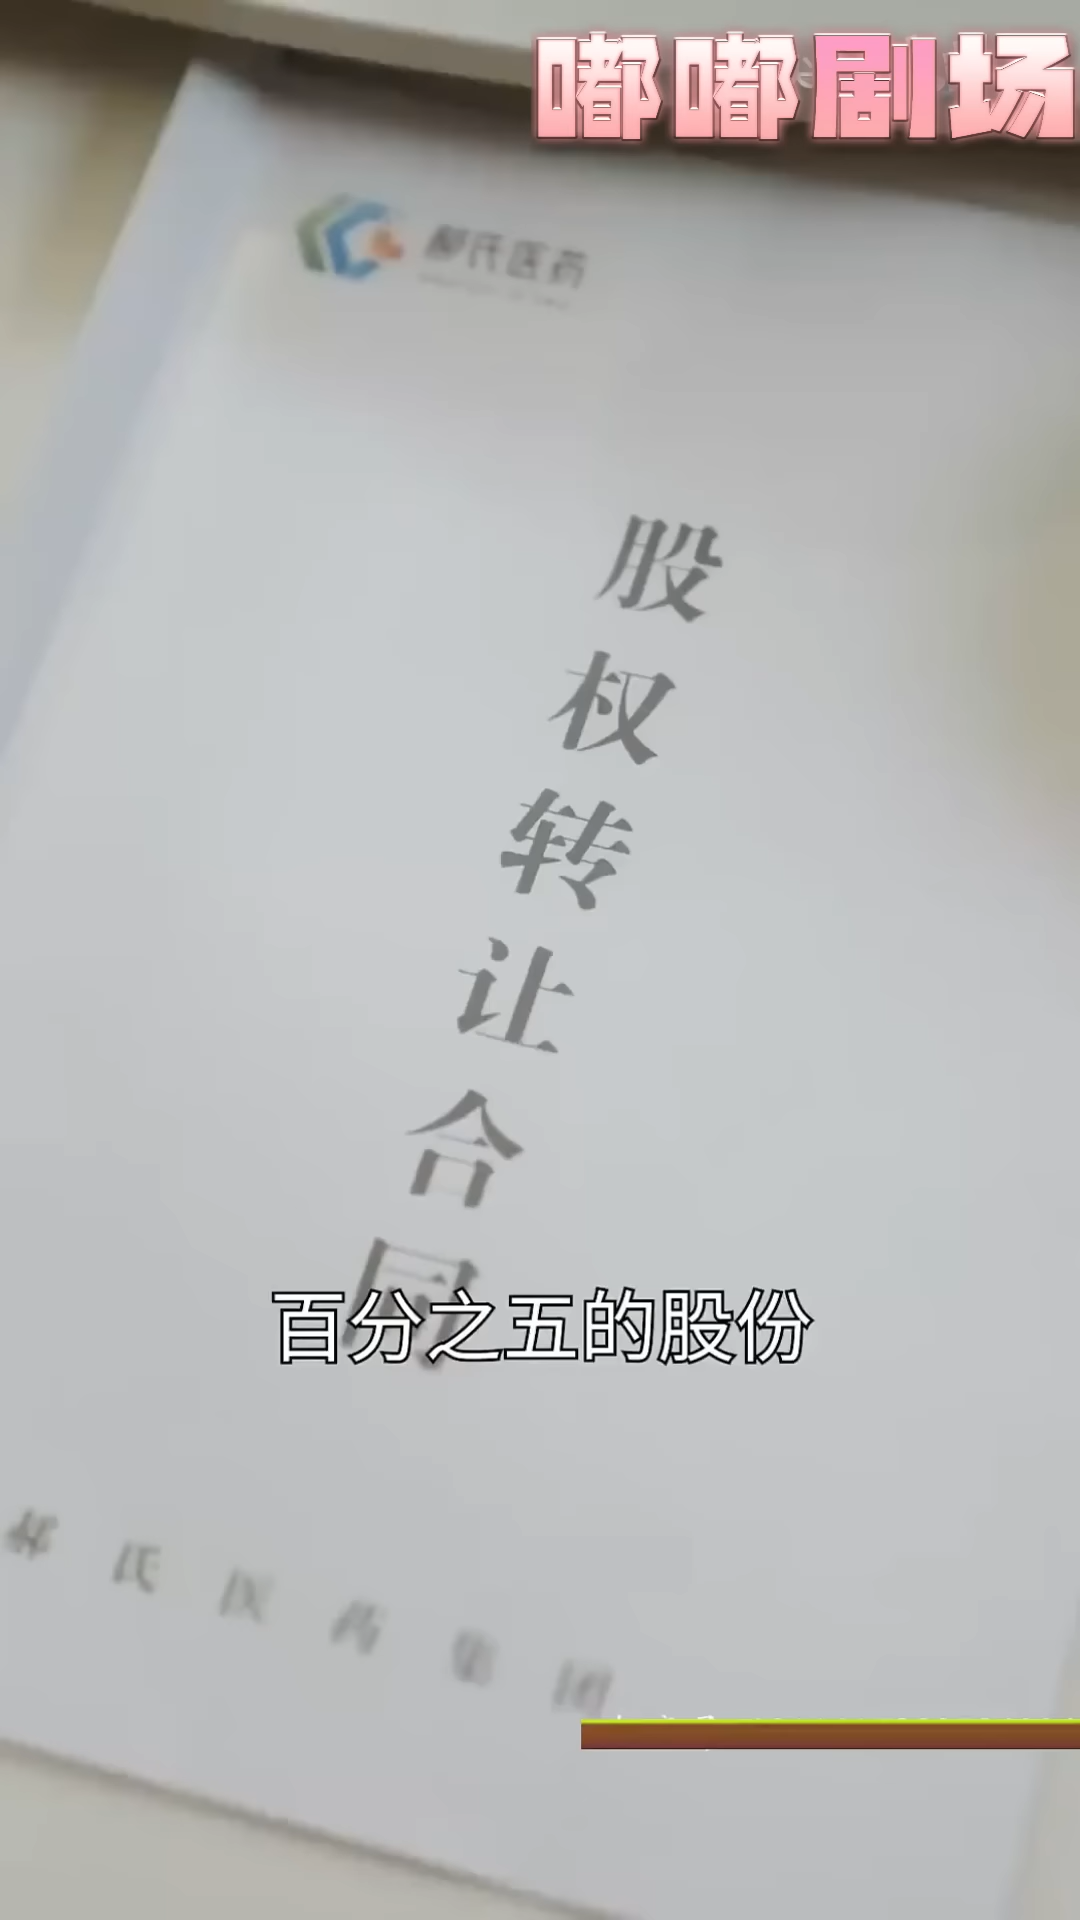 嘟嘟剧场
郝氏医药
股权转让合同
百分之五的股份
郝氏医药集团